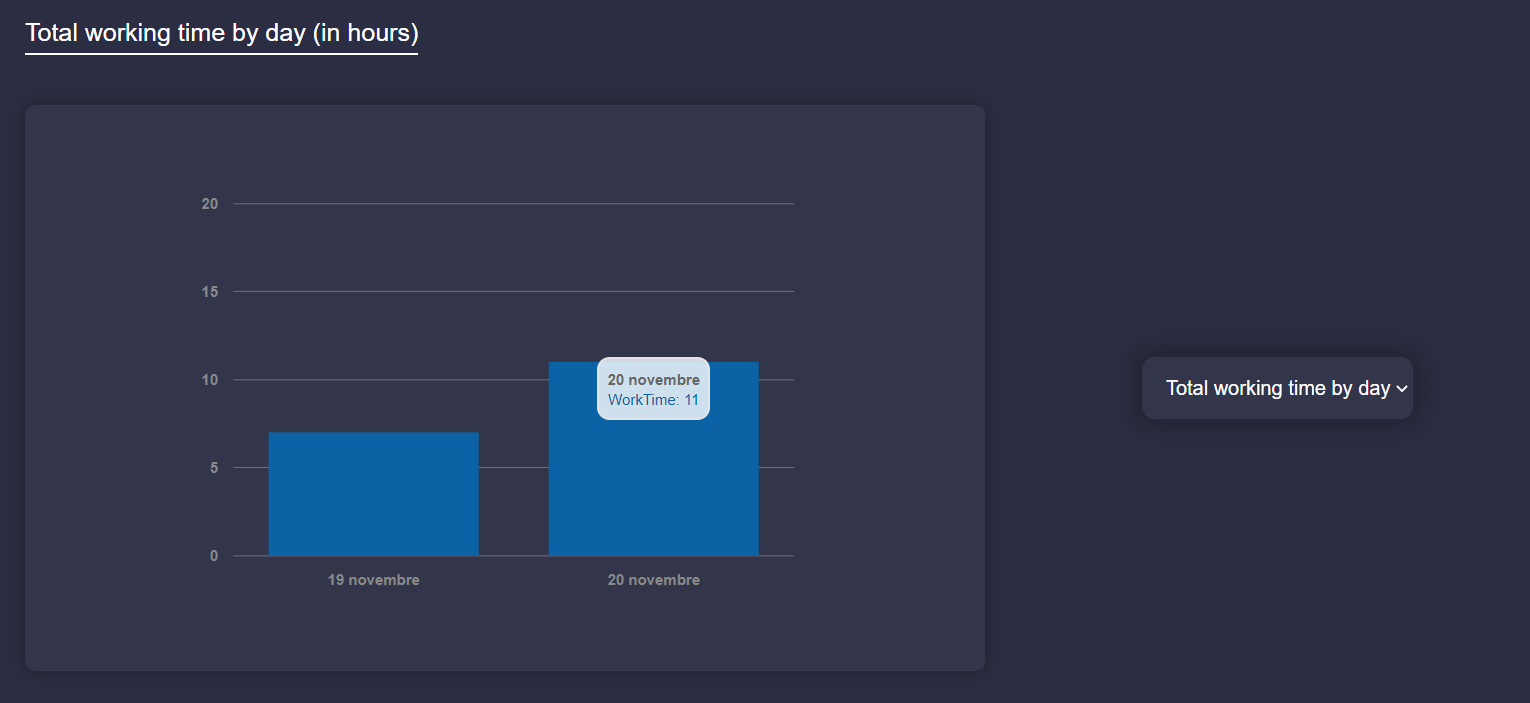 Total working time by day (in hours)
20
15
10
5
0
20 novembre
WorkTime: 11
19 novembre
20 novembre
Total working time by day